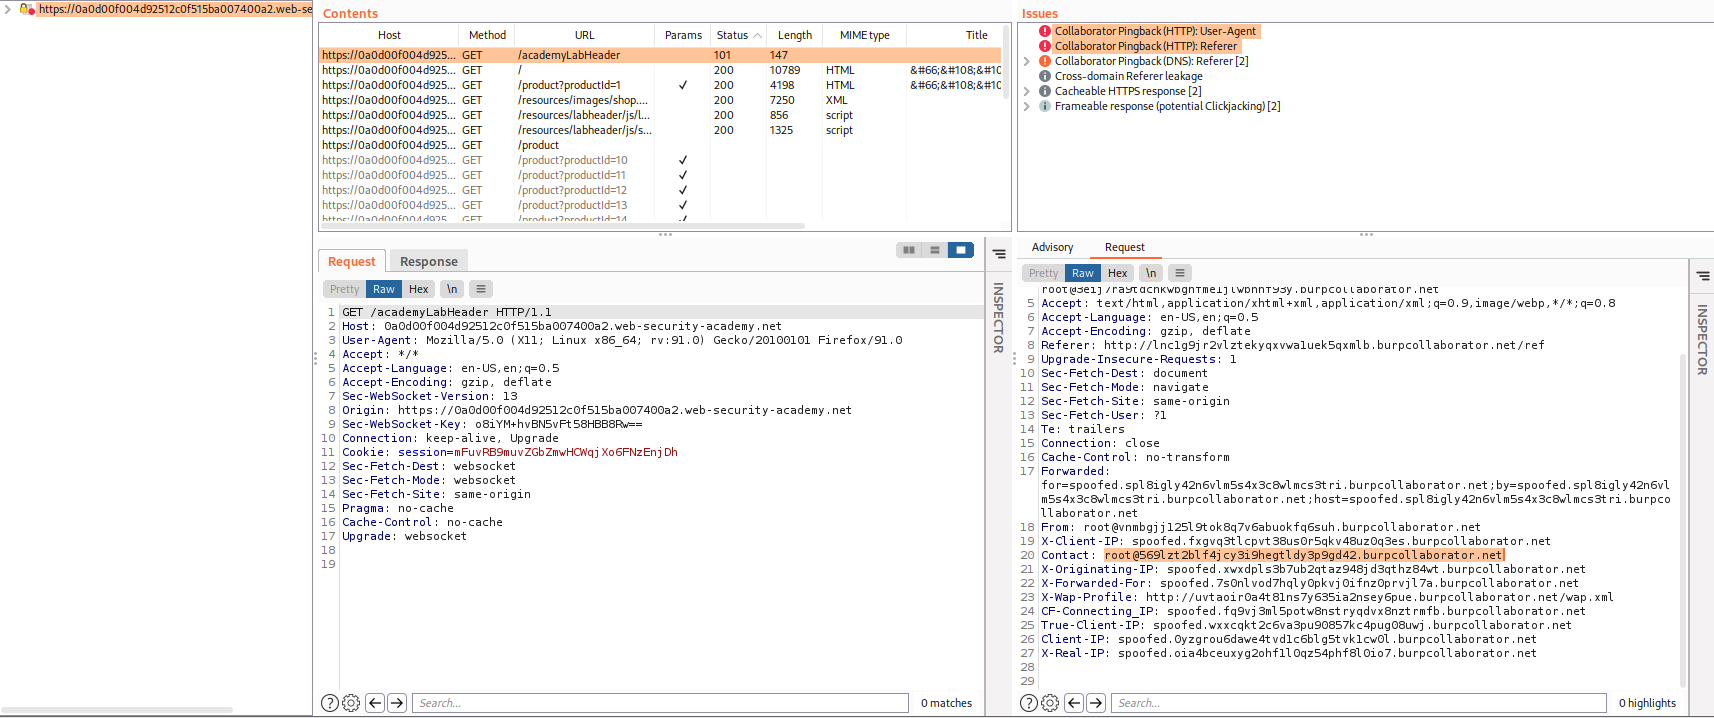 https://0a0d00f004d92512c0f515ba007400a2.web-se
Contents
Host Method URL Params Status Length MIME type Title
https://0a0d00f004d925... GET /academyLabHeader 101 147
https://0a0d00f004d925... GET / 200 10789 HTML &#66;&#108;&#10
https://0a0d00f004d925... GET /product?productId=1 ✓ 200 4198 HTML &#66;&#108;&#10
https://0a0d00f004d925... GET /resources/images/shop.... 200 7250 XML
https://0a0d00f004d925... GET /resources/labheader/js/l... 200 856 script
https://0a0d00f004d925... GET /resources/labheader/js/s... 200 1325 script
https://0a0d00f004d925... GET /product
https://0a0d00f004d925... GET /product?productId=10 ✓
https://0a0d00f004d925... GET /product?productId=11 ✓
https://0a0d00f004d925... GET /product?productId=12 ✓
https://0a0d00f004d925... GET /product?productId=13 ✓
https://0a0d00f004d925... GET /product?productId=14 ✓
Issues
Collaborator Pingback (HTTP): User-Agent
Collaborator Pingback (HTTP): Referer
Collaborator Pingback (DNS): Referer [2]
Cross-domain Referer leakage
Cacheable HTTPS response [2]
Frameable response (potential Clickjacking) [2]
Request Response
Pretty Raw Hex \n
1 GET /academyLabHeader HTTP/1.1
2 Host: 0a0d00f004d92512c0f515ba007400a2.web-security-academy.net
3 User-Agent: Mozilla/5.0 (X11; Linux x86_64; rv:91.0) Gecko/20100101 Firefox/91.0
4 Accept: */*
5 Accept-Language: en-US,en;q=0.5
6 Accept-Encoding: gzip, deflate
7 Sec-WebSocket-Version: 13
8 Origin: https://0a0d00f004d92512c0f515ba007400a2.web-security-academy.net
9 Sec-WebSocket-Key: o8iYM+hvBN5vFt58HBB8Rw==
10 Connection: keep-alive, Upgrade
11 Cookie: session=mFuvRB9muvZGbZmwHCWqjXo6FNzEnjDh
12 Sec-Fetch-Dest: websocket
13 Sec-Fetch-Mode: websocket
14 Sec-Fetch-Site: same-origin
15 Pragma: no-cache
16 Cache-Control: no-cache
17 Upgrade: websocket
18
19
Search... 0 matches
INSPECTOR
Advisory Request
Pretty Raw Hex \n
5 Accept: text/html,application/xhtml+xml,application/xml;q=0.9,image/webp,*/*;q=0.8
6 Accept-Language: en-US,en;q=0.5
7 Accept-Encoding: gzip, deflate
8 Referer: http://lnc1g9jr2vlztekyqxvwa1uek5qxmlb.burpcollaborator.net/ref
9 Upgrade-Insecure-Requests: 1
10 Sec-Fetch-Dest: document
11 Sec-Fetch-Mode: navigate
12 Sec-Fetch-Site: same-origin
13 Sec-Fetch-User: ?1
14 Te: trailers
15 Connection: close
16 Cache-Control: no-transform
17 Forwarded:
for=spoofed.spl8igly42n6vlm5s4x3c8wlmcs3tri.burpcollaborator.net;by=spoofed.spl8igly42n6vl
m5s4x3c8wlmcs3tri.burpcollaborator.net;host=spoofed.spl8igly42n6vlm5s4x3c8wlmcs3tri.burpco
llaborator.net
18 From: root@vnmbgjj125l9tok8q7v6abuokfq6suh.burpcollaborator.net
19 X-Client-IP: spoofed.fxgvq3tlcpvt38us0r5qkv48uz0q3es.burpcollaborator.net
20 Contact: root@569lzt2blf4jcy3i9hegtldy3p9gd42.burpcollaborator.net
21 X-Originating-IP: spoofed.xwxdpls3b7ub2qtaz948jd3qthz84wt.burpcollaborator.net
22 X-Forwarded-For: spoofed.7s0nlvod7hqly0pkvj0ifnz0prvjl7a.burpcollaborator.net
23 X-Wap-Profile: http://uvtaoir0a4t81ns7y635ia2nsey6pue.burpcollaborator.net/wap.xml
24 CF-Connecting_IP: spoofed.fq9vj3ml5potw8nstryqdvx8nztrmfb.burpcollaborator.net
25 True-Client-IP: spoofed.wxxcqkt2c6va3pu90857kc4pug08uwj.burpcollaborator.net
26 Client-IP: spoofed.0yzgrou6dawe4tvd1c6blg5tvk1cw0l.burpcollaborator.net
27 X-Real-IP: spoofed.oia4bceuxyg2ohf1l0qz54phf8l0io7.burpcollaborator.net
28
29
Search... 0 highlights
INSPECTOR